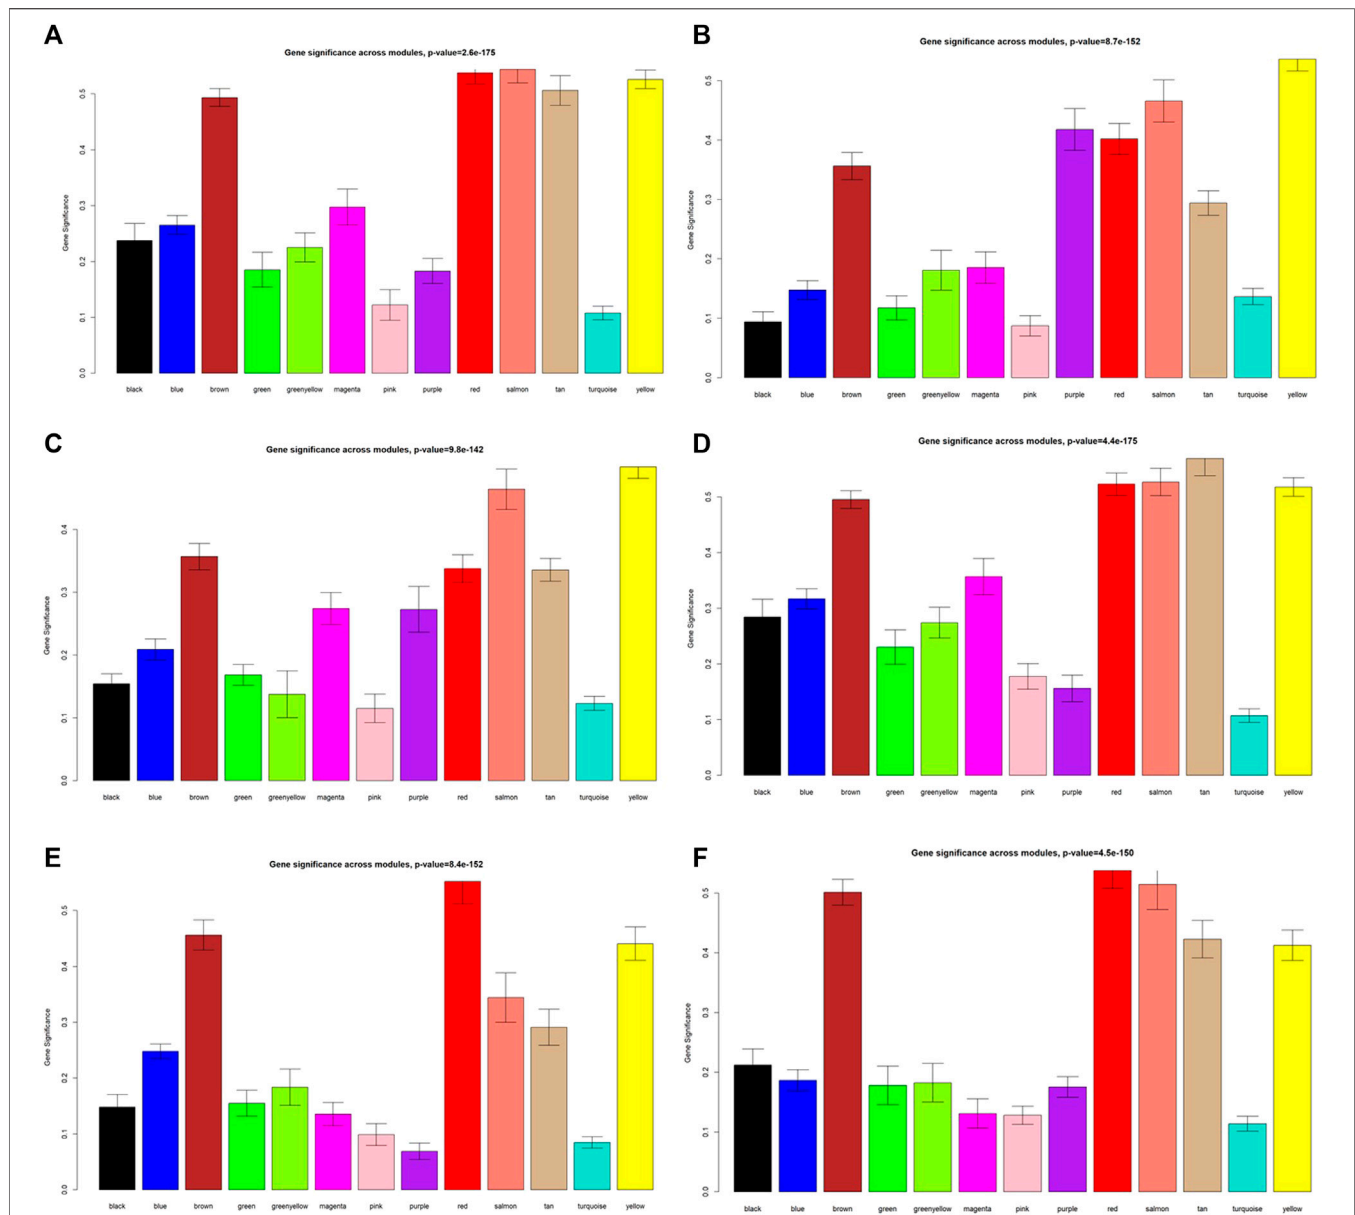 A
Gene significance across modules, p-value=2.6e-175
Gene Significance
0.0 0.1 0.2 0.3 0.4 0.5
black blue brown green greenyellow magenta pink purple red salmon tan turquoise yellow
B
Gene significance across modules, p-value=8.7e-152
Gene Significance
0.0 0.1 0.2 0.3 0.4 0.5
black blue brown green greenyellow magenta pink purple red salmon tan turquoise yellow
C
Gene significance across modules, p-value=9.8e-142
Gene Significance
0.0 0.1 0.2 0.3 0.4
black blue brown green greenyellow magenta pink purple red salmon tan turquoise yellow
D
Gene significance across modules, p-value=4.4e-175
Gene Significance
0.0 0.1 0.2 0.3 0.4 0.5
black blue brown green greenyellow magenta pink purple red salmon tan turquoise yellow
E
Gene significance across modules, p-value=8.4e-152
Gene Significance
0.0 0.1 0.2 0.3 0.4 0.5
black blue brown green greenyellow magenta pink purple red salmon tan turquoise yellow
F
Gene significance across modules, p-value=4.5e-150
Gene Significance
0.0 0.1 0.2 0.3 0.4 0.5
black blue brown green greenyellow magenta pink purple red salmon tan turquoise yellow